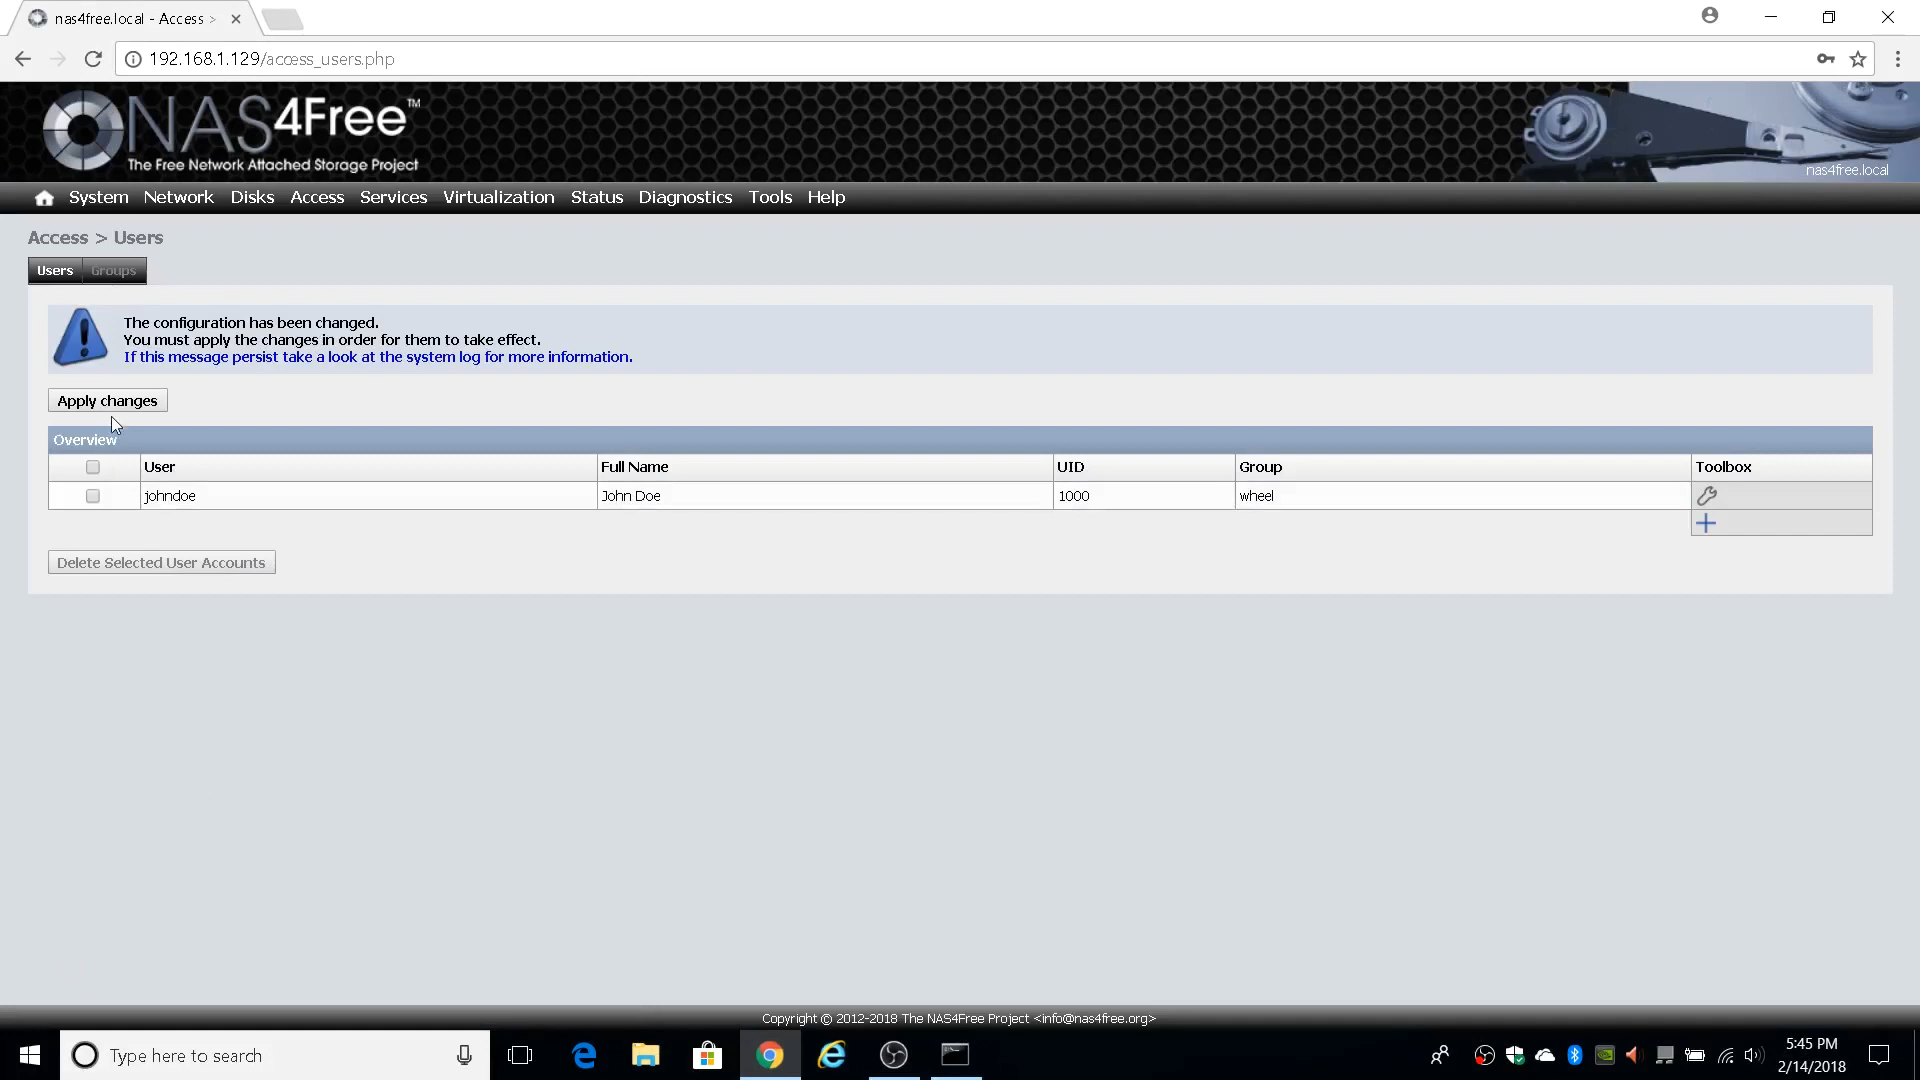 nas4free.local - Access >
192.168.1.129/access_users.php
NAS4Free™
The Free Network Attached Storage Project
nas4free.local
System Network Disks Access Services Virtualization Status Diagnostics Tools Help
Access > Users
Users Groups
The configuration has been changed.
You must apply the changes in order for them to take effect.
If this message persist take a look at the system log for more information.
Apply changes
Overview
User Full Name UID Group Toolbox
johndoe John Doe 1000 wheel
Delete Selected User Accounts
Copyright © 2012-2018 The NAS4Free Project <info@nas4free.org>
Type here to search
5:45 PM
2/14/2018